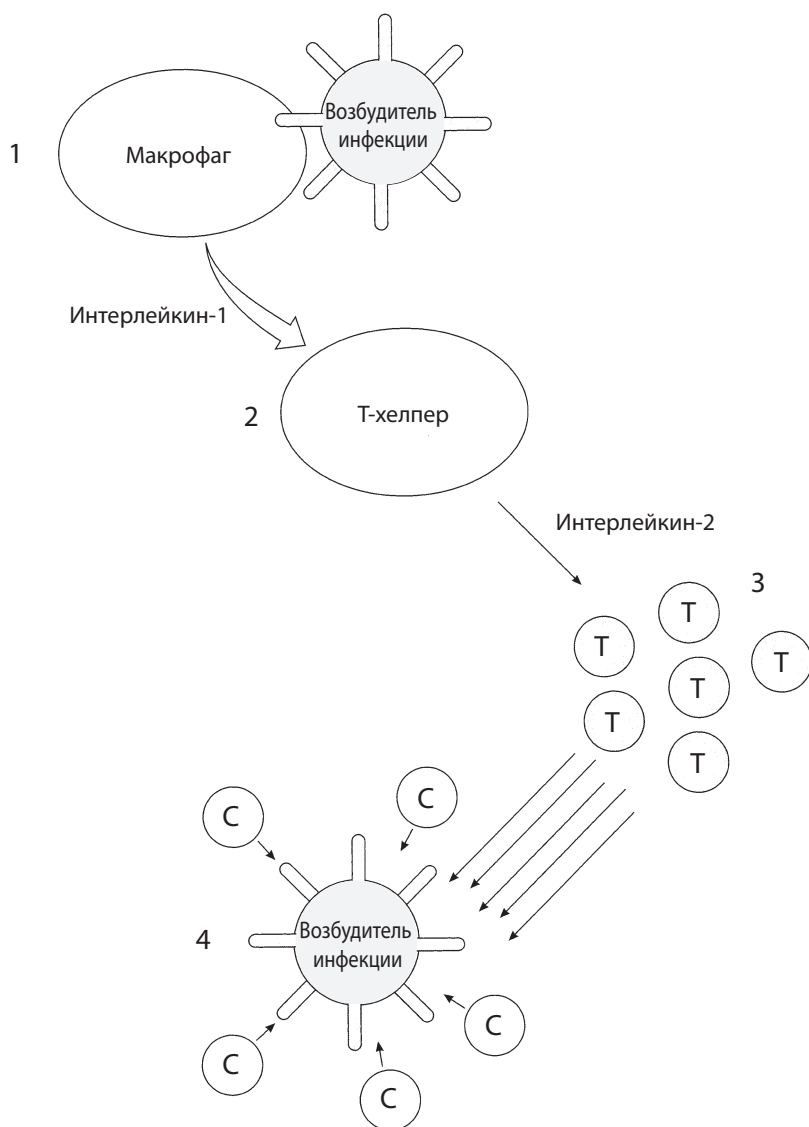 Возбудитель
инфекции
1
Макрофаг
Интерлейкин-1
2
Т-хелпер
Интерлейкин-2
3
Т
Т
Т
Т
Т
Т
С
С
4
Возбудитель
инфекции
С
С
С